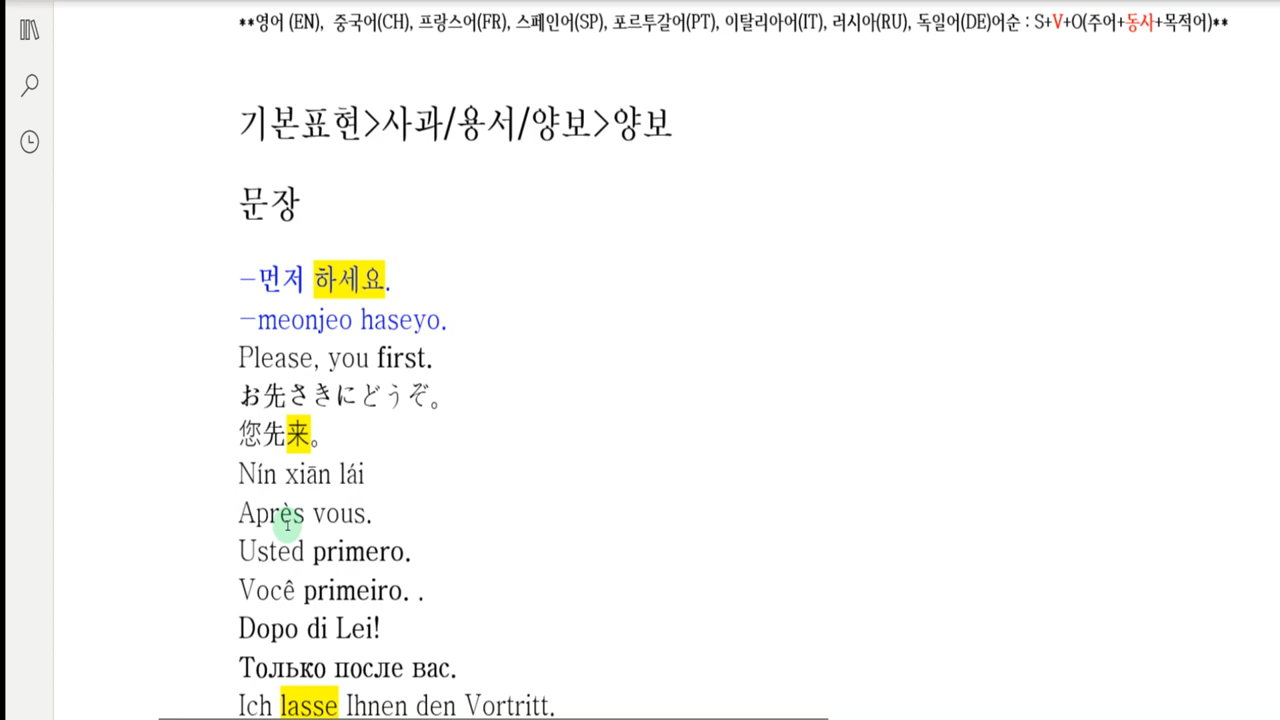 **영어 (EN),  중국어(CH), 프랑스어(FR), 스페인어(SP), 포르투갈어(PT), 이탈리아어(IT), 러시아(RU), 독일어(DE)어순 : S+V+O(주어+동사+목적어)**
기본표현>사과/용서/양보>양보
문장
-먼저 하세요.
-meonjeo haseyo.
Please, you first.
お先さきにどうぞ。
您先来。
Nín xiān lái
Après vous.
Usted primero.
Você primeiro. .
Dopo di Lei!
Только после вас.
Ich lasse Ihnen den Vortritt.